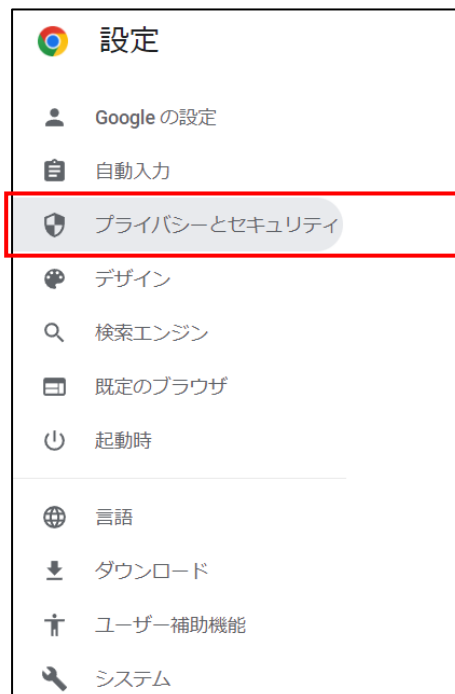 設定
Google の設定
自動入力
プライバシーとセキュリティ
デザイン
検索エンジン
既定のブラウザ
起動時
言語
ダウンロード
ユーザー補助機能
システム